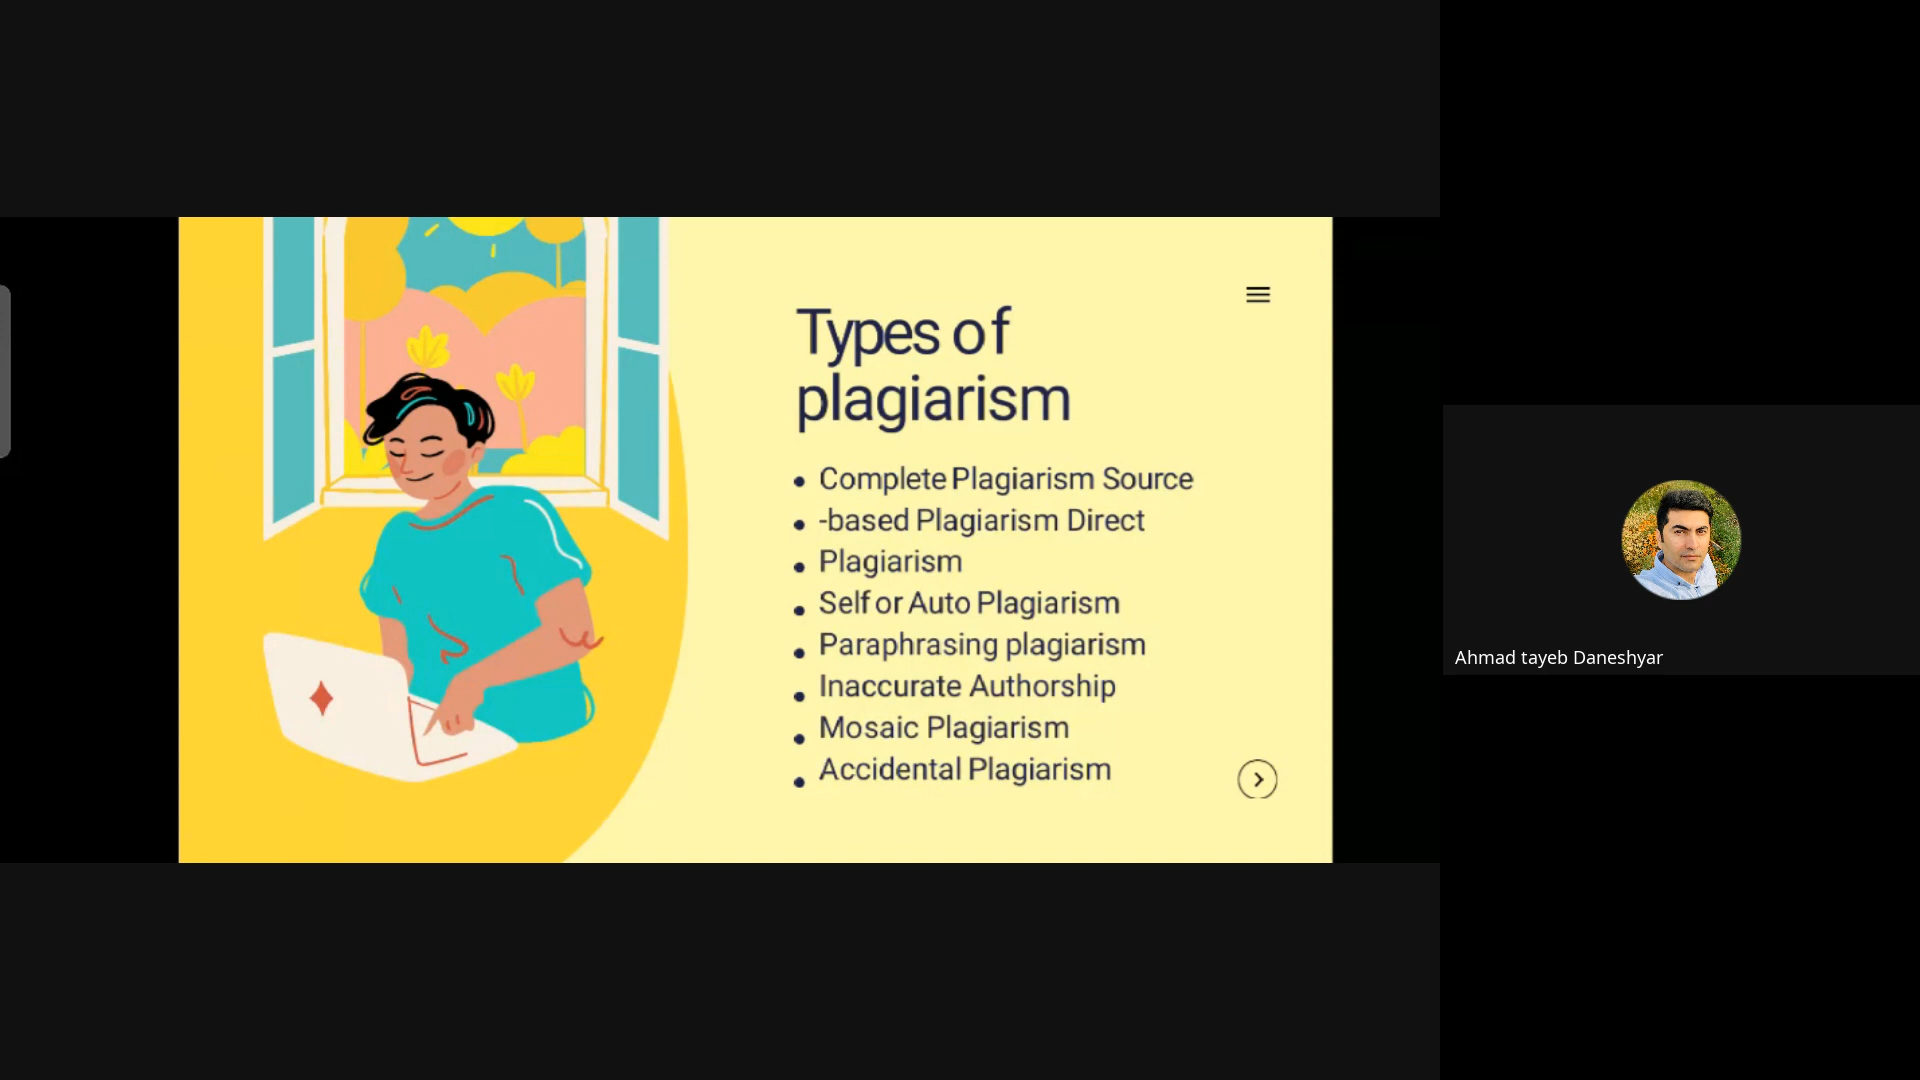 Types of
plagiarism
Complete Plagiarism Source
-based Plagiarism Direct
Plagiarism
Self or Auto Plagiarism
Paraphrasing plagiarism
Inaccurate Authorship
Mosaic Plagiarism
Accidental Plagiarism
Ahmad tayeb Daneshyar